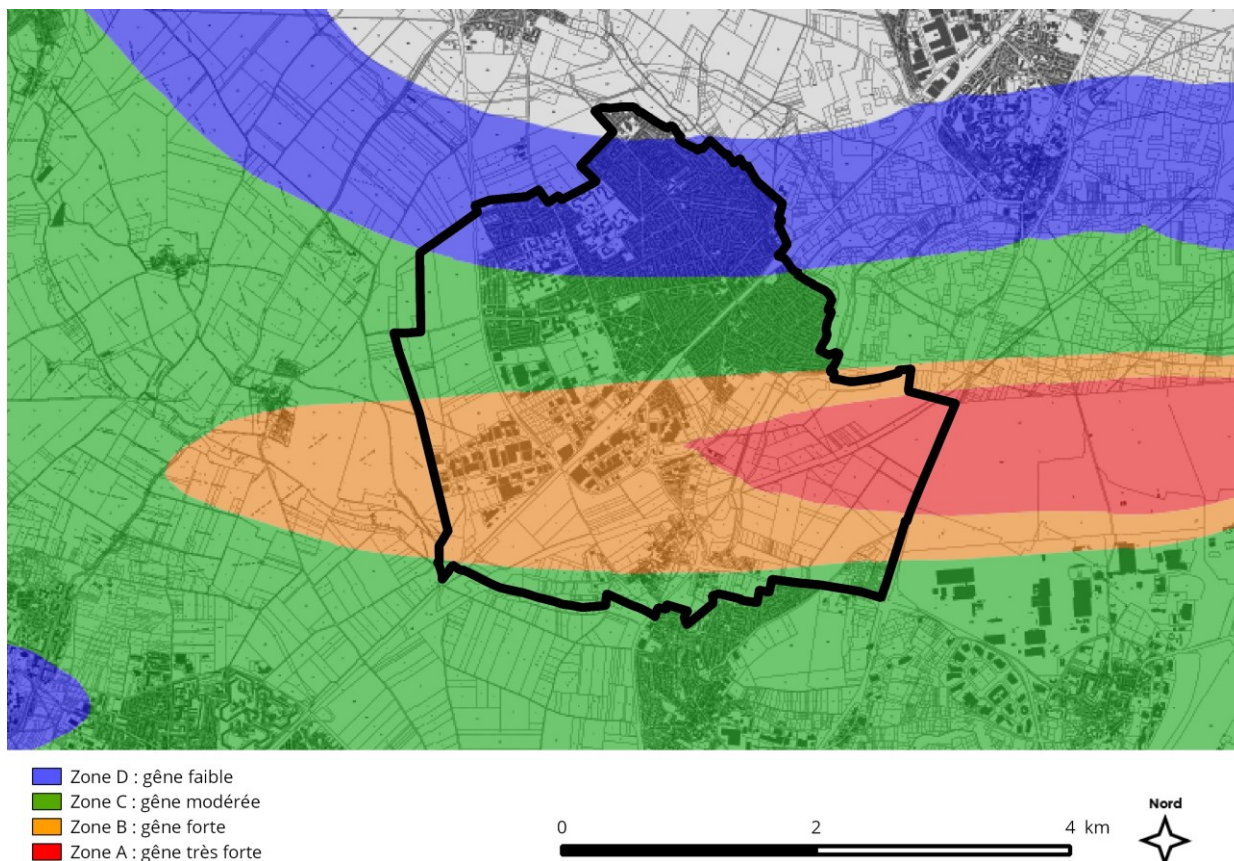 Zone D : gêne faible
Zone C : gêne modérée
Zone B : gêne forte
Zone A : gêne très forte
0 2 4 km
Nord